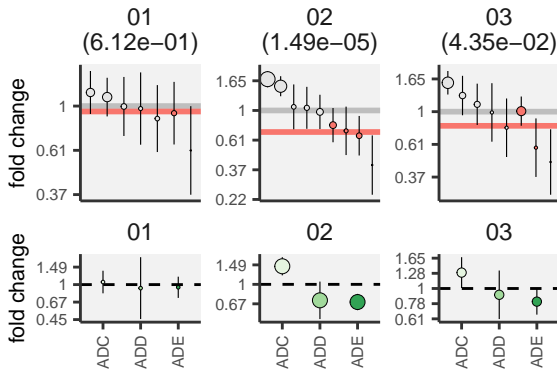 01
(6.12e−01)
02
(1.49e−05)
03
(4.35e−02)
fold change
1
0.61
0.37
1.65
1
0.61
0.37
0.22
1.65
1
0.61
0.37
01
02
03
fold change
1.49
1
0.67
0.45
1.49
1
0.67
1.65
1.28
1
0.78
0.61
ADC
ADD
ADE
ADC
ADD
ADE
ADC
ADD
ADE